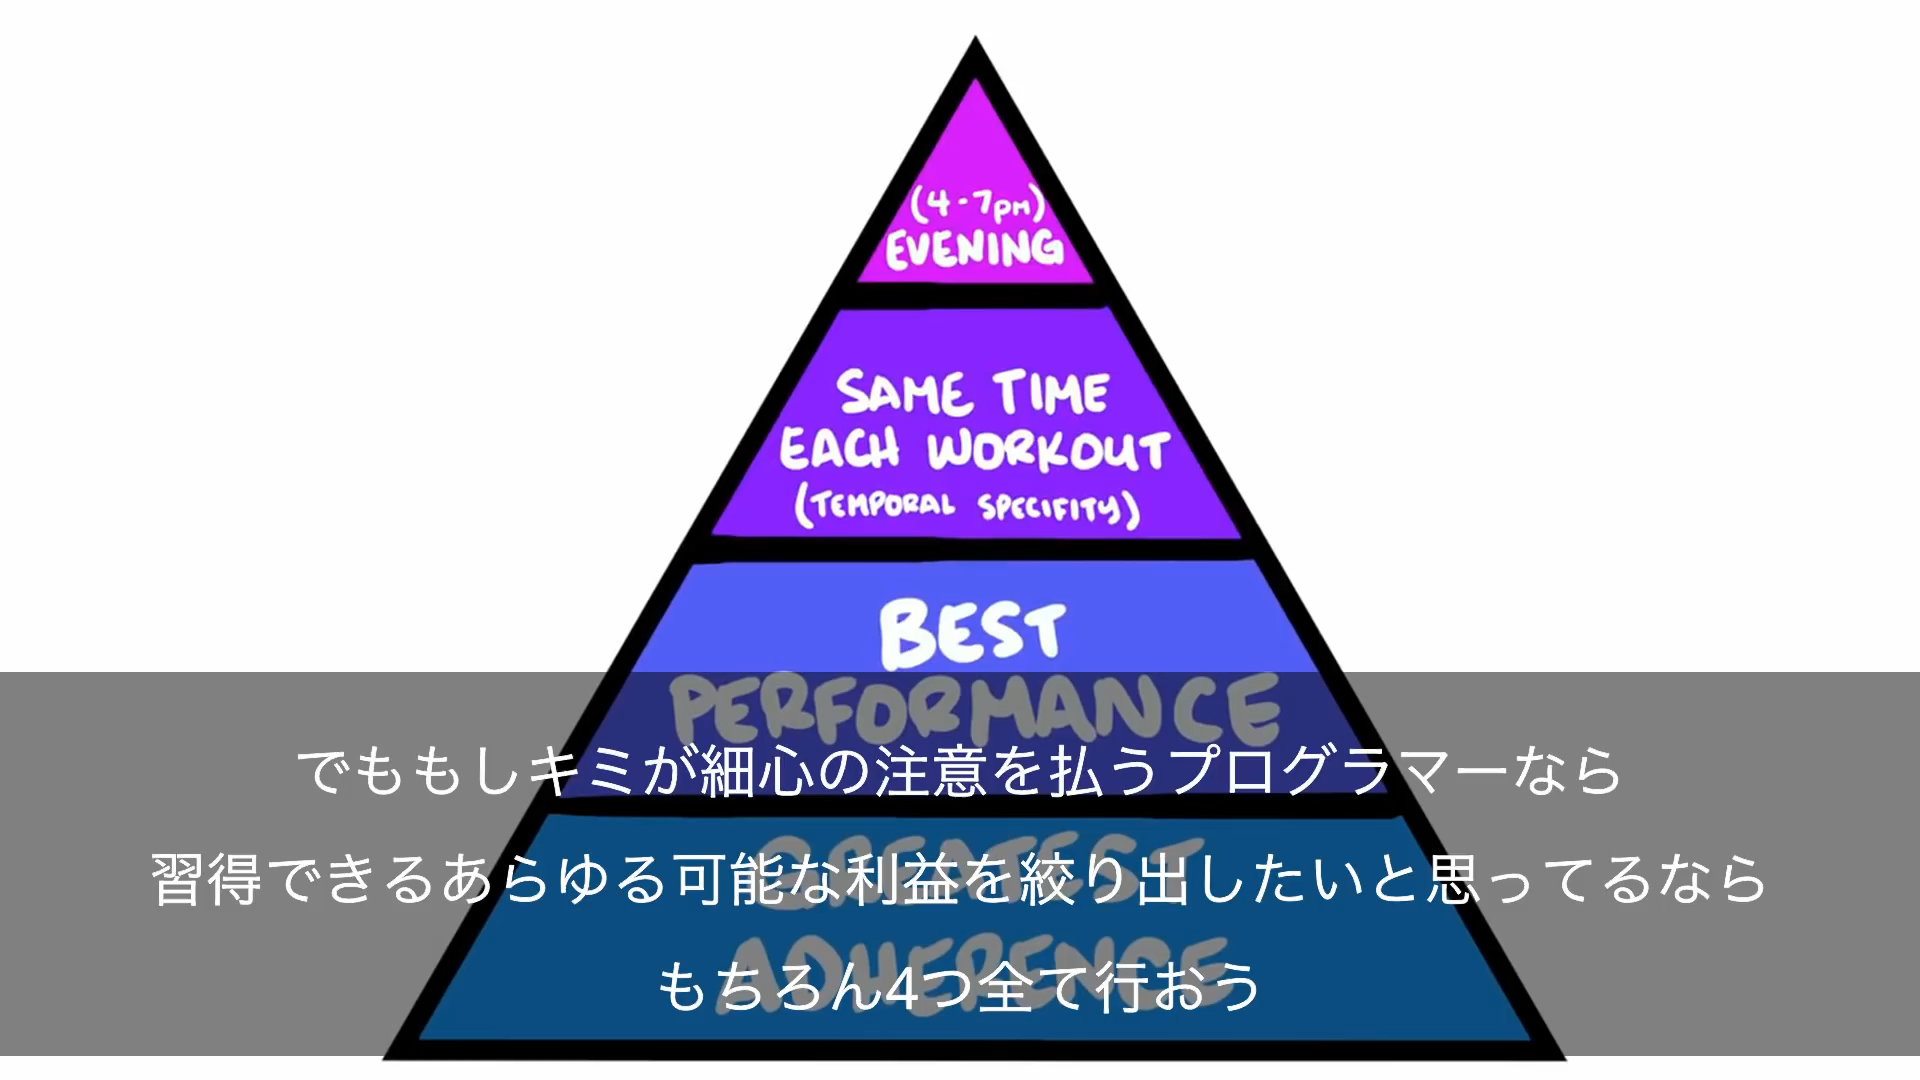 (4-7pm)
EVENING
SAME TIME
EACH WORKOUT
(TEMPORAL SPECIFITY)
BEST
PERFORMANCE
GREATEST
ADHERENCE
でももしキミが細心の注意を払うプログラマーなら
習得できるあらゆる可能な利益を絞り出したいと思ってるなら
もちろん4つ全て行おう